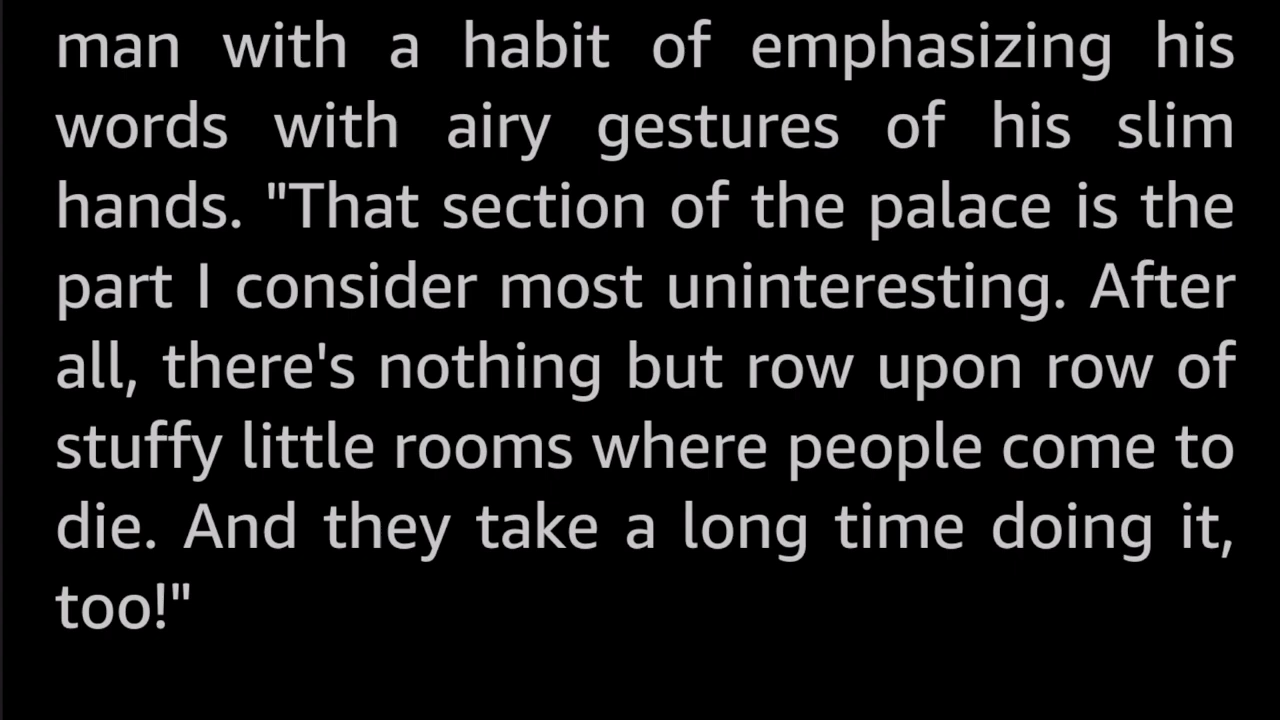 man with a habit of emphasizing his
words with airy gestures of his slim
hands. "That section of the palace is the
part I consider most uninteresting. After
all, there's nothing but row upon row of
stuffy little rooms where people come to
die. And they take a long time doing it,
too!"